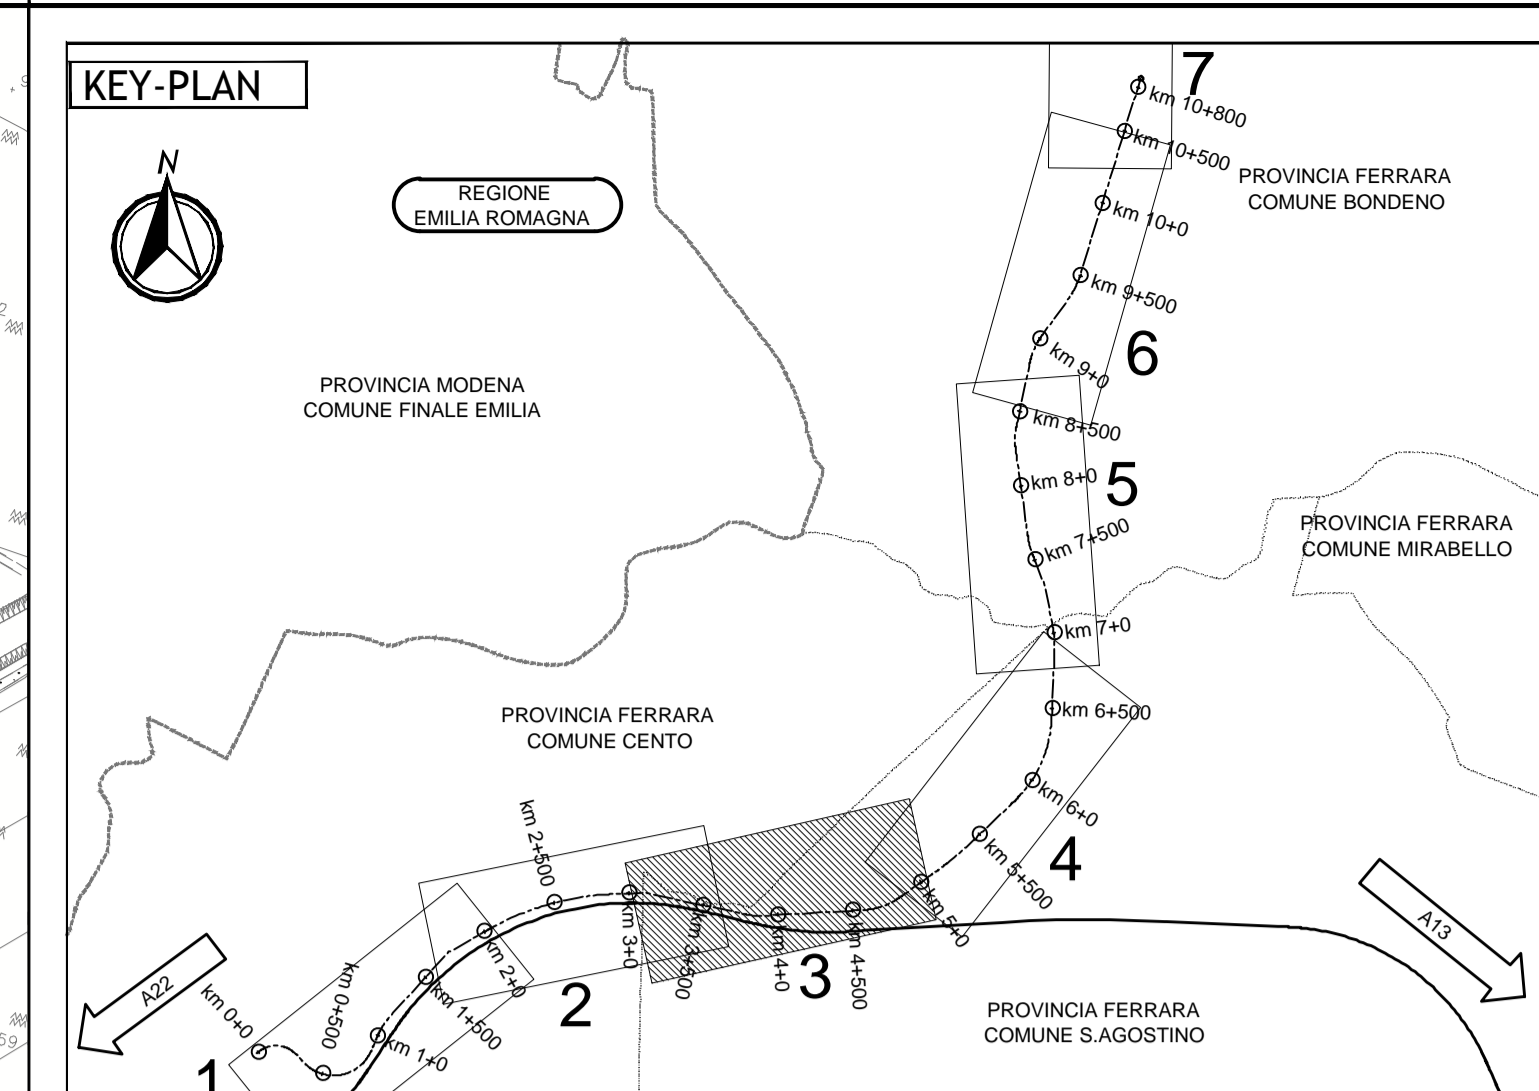 KEY-PLAN
N
REGIONE
EMILIA ROMAGNA
7
km 10+800
km 10+500
PROVINCIA FERRARA
COMUNE BONDENO
km 10+0
km 9+500
6
km 9+0
PROVINCIA MODENA
COMUNE FINALE EMILIA
km 8+500
km 8+0
5
PROVINCIA FERRARA
COMUNE MIRABELLO
km 7+500
km 7+0
PROVINCIA FERRARA
COMUNE CENTO
km 6+500
km 6+0
km 5+500
4
km 2+500
km 5+0
A13
km 3+0
km 3+500
km 4+0
km 4+500
3
km 2+0
2
A22
km 0+0
km 0+500
km 1+500
km 1+0
1
PROVINCIA FERRARA
COMUNE S.AGOSTINO